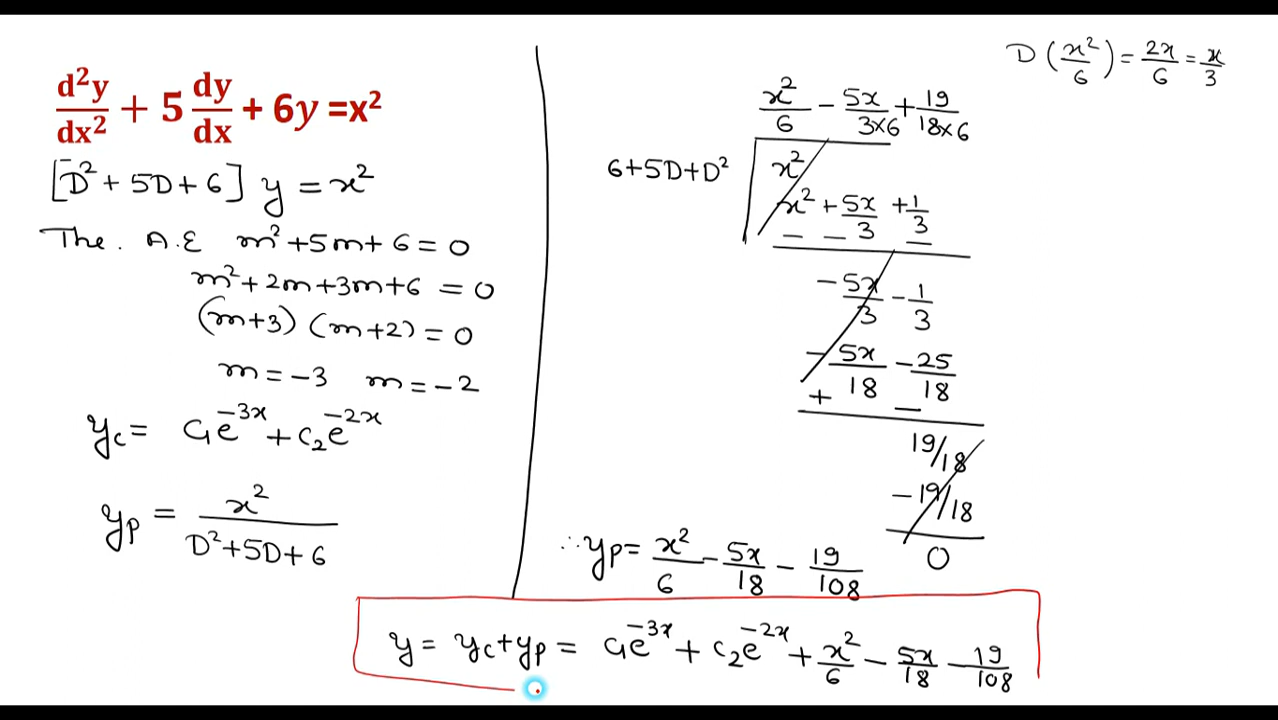 d²y/dx² + 5 dy/dx + 6y =x²
[D² + 5D + 6] y = x²
The. A.E m² + 5m + 6 = 0
m² + 2m + 3m + 6 = 0
(m+3) (m+2) = 0
m = -3 m = -2
yc = C₁e^-3x + C₂e^-2x
yp = x² / D²+5D+6
D (x²/6) = 2x/6 = x/3
x²/6 - 5x/3×6 + 19/18×6
6+5D+D² x²
x² + 5x/3 + 1/3
- - -
-5x/3 - 1/3
- 5x/18 - 25/18
+ -
19/18
- 19/18
0
∴ yp = x²/6 - 5x/18 - 19/108
y = yc + yp = C₁e^-3x + C₂e^-2x + x²/6 - 5x/18 - 19/108